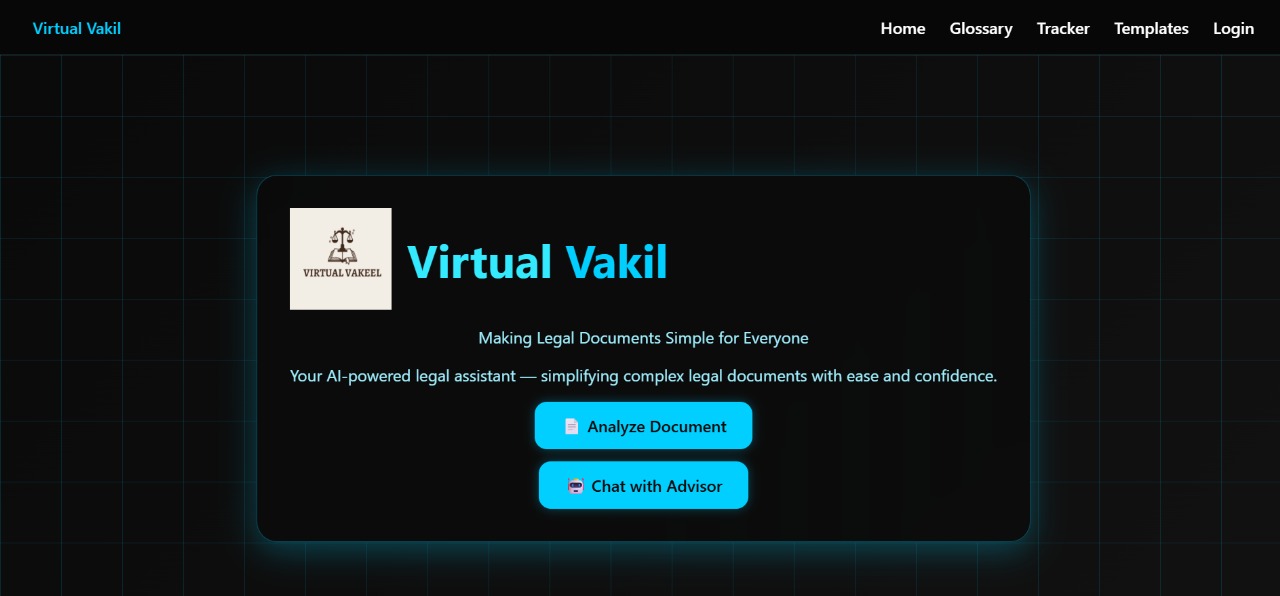 Virtual Vakil
Home Glossary Tracker Templates Login
VIRTUAL VAKEEL
Virtual Vakil
Making Legal Documents Simple for Everyone
Your AI-powered legal assistant — simplifying complex legal documents with ease and confidence.
Analyze Document
Chat with Advisor